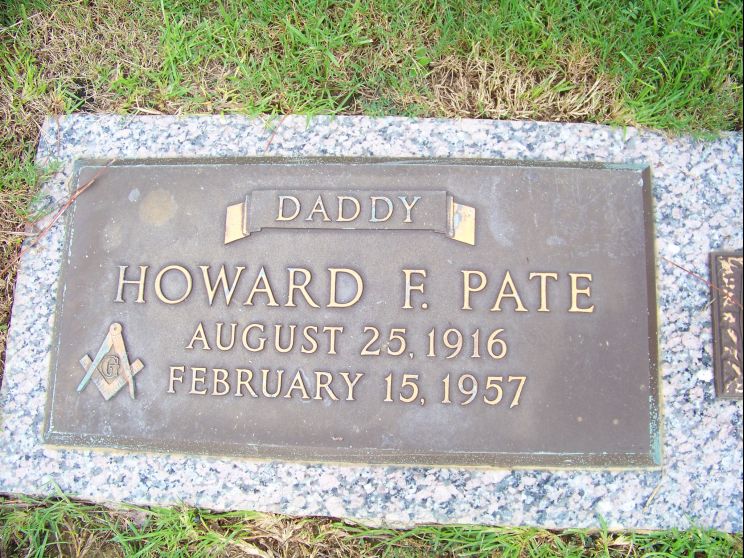 DADDY
HOWARD F. PATE
AUGUST 25, 1916
G
FEBRUARY 15, 1957